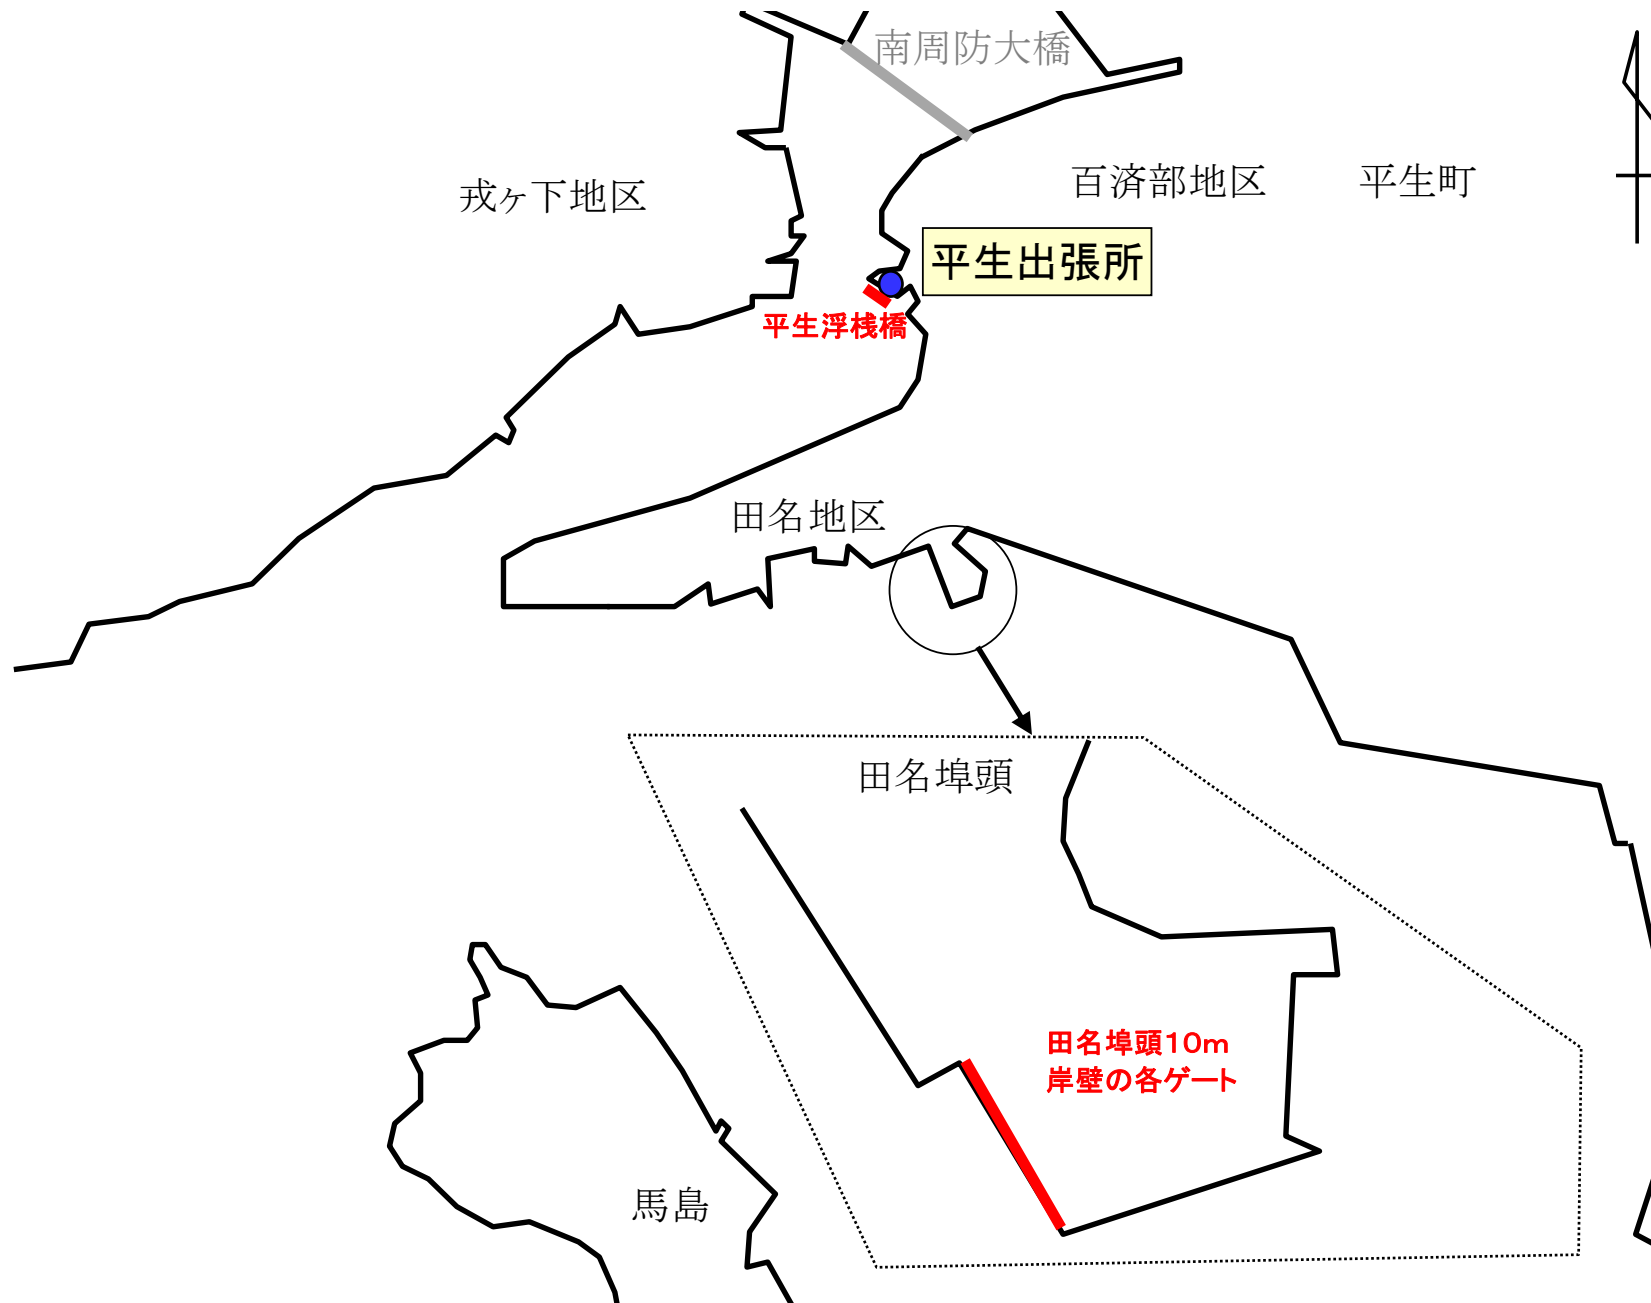 南周防大橋
戎ヶ下地区
百済部地区
平生町
平生出張所
平生浮桟橋
田名地区
田名埠頭
田名埠頭10m
岸壁の各ゲート
馬島